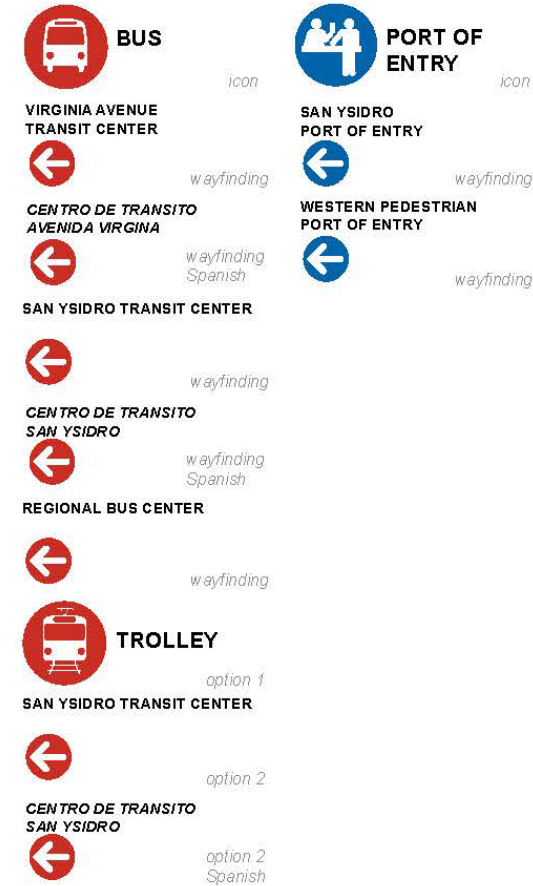 BUS
icon
VIRGINIA AVENUE
TRANSIT CENTER
wayfinding
CENTRO DE TRANSITO
AVENIDA VIRGINA
wayfinding
Spanish
SAN YSIDRO TRANSIT CENTER
wayfinding
CENTRO DE TRANSITO
SAN YSIDRO
wayfinding
Spanish
REGIONAL BUS CENTER
wayfinding
TROLLEY
option 1
SAN YSIDRO TRANSIT CENTER
option 2
CENTRO DE TRANSITO
SAN YSIDRO
option 2
Spanish
PORT OF
ENTRY
icon
SAN YSIDRO
PORT OF ENTRY
wayfinding
WESTERN PEDESTRIAN
PORT OF ENTRY
wayfinding